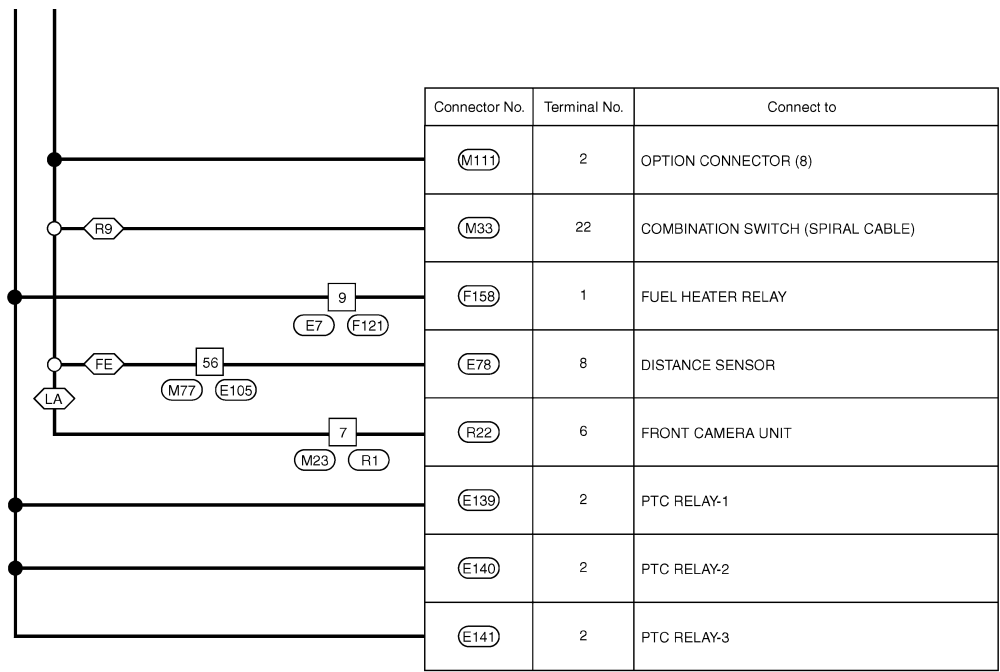 Connector No. Terminal No. Connect to
M111 2 OPTION CONNECTOR (8)
R9 M33 22 COMBINATION SWITCH (SPIRAL CABLE)
9 F158 1 FUEL HEATER RELAY
E7 F121
FE 56 E78 8 DISTANCE SENSOR
M77 E105
LA
7 R22 6 FRONT CAMERA UNIT
M23 R1
E139 2 PTC RELAY-1
E140 2 PTC RELAY-2
E141 2 PTC RELAY-3